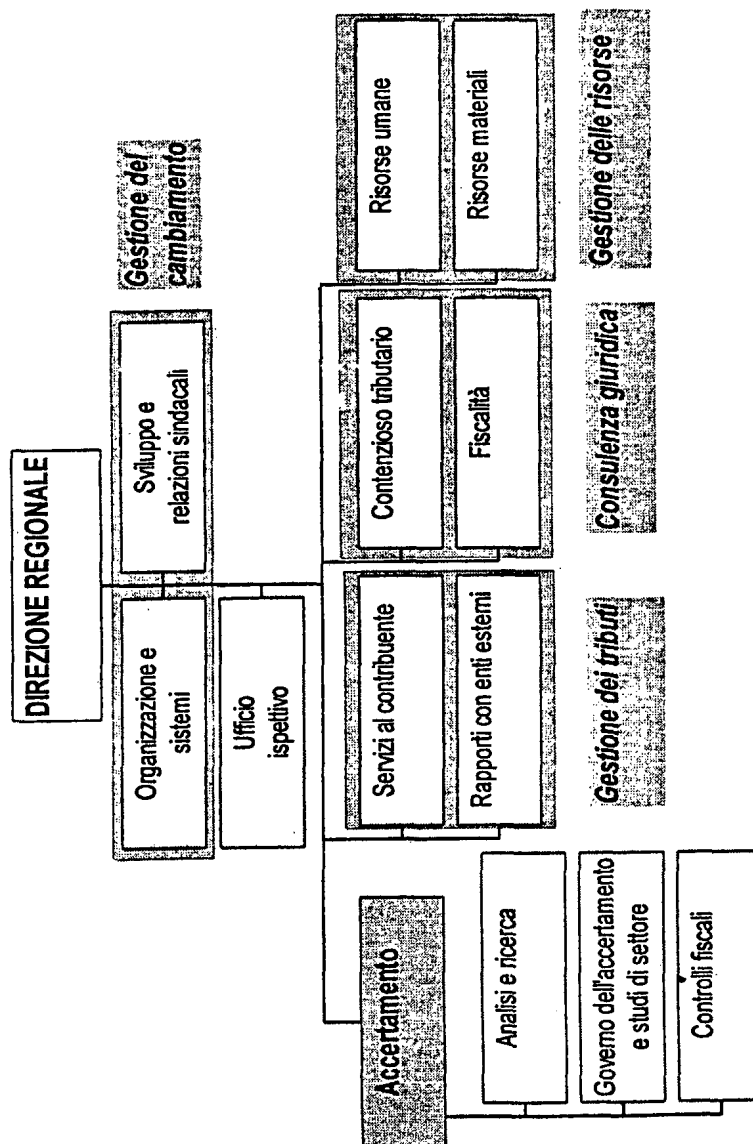 DIREZIONE REGIONALE
Organizzazione e
sistemi
Sviluppo e
relazioni sindacali
Gestione del
cambiamento
Ufficio
ispettivo
Accertamento
Analisi e ricerca
Governo dell'accertamento
e studi di settore
Controlli fiscali
Servizi al contribuente
Rapporti con enti esterni
Gestione dei tributi
Contenzioso tributario
Fiscalità
Consulenza giuridica
Risorse umane
Risorse materiali
Gestione delle risorse